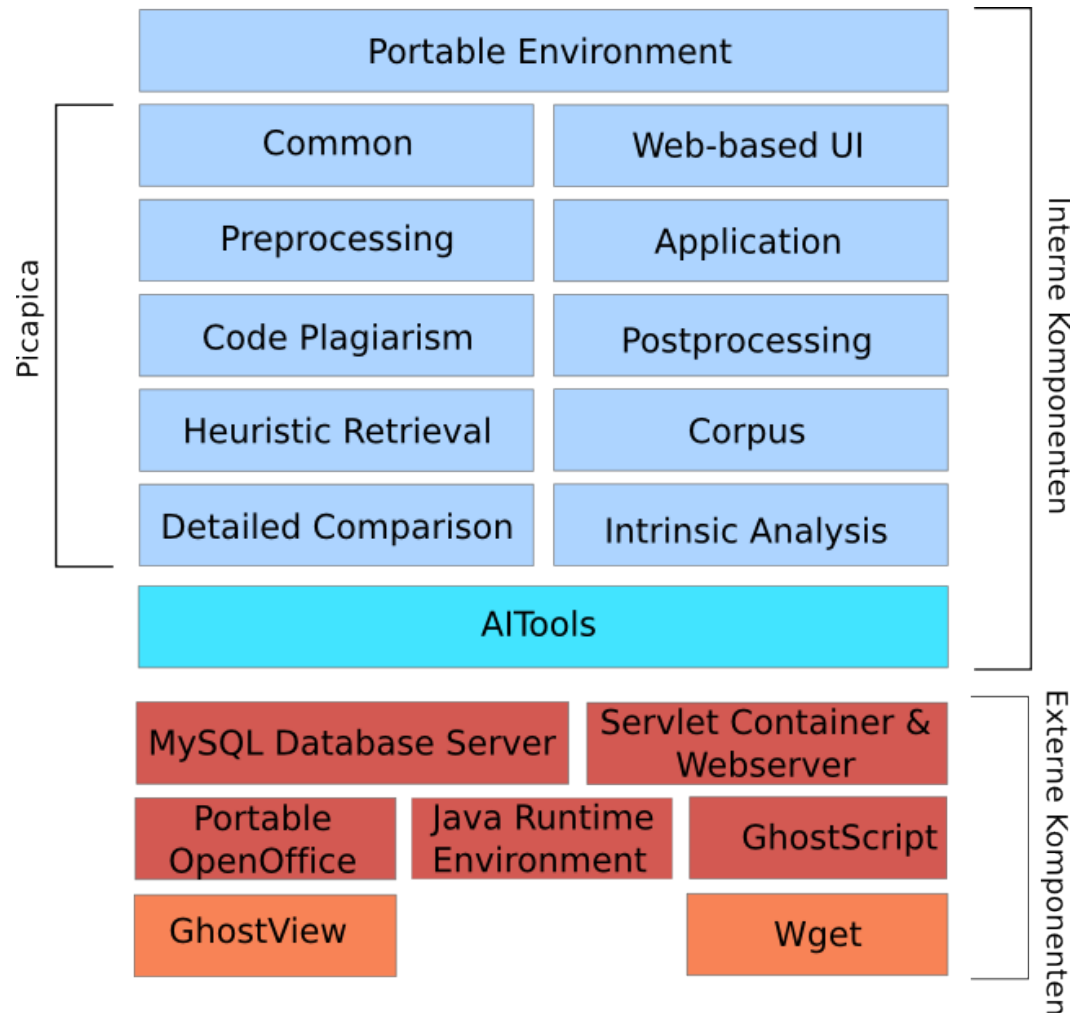 Portable Environment
Common
Web-based UI
Preprocessing
Application
Code Plagiarism
Postprocessing
Heuristic Retrieval
Corpus
Detailed Comparison
Intrinsic Analysis
Picapica
AITools
Interne Komponenten
MySQL Database Server
Servlet Container &
Webserver
Portable
OpenOffice
Java Runtime
Environment
GhostScript
GhostView
Wget
Externe Komponenten